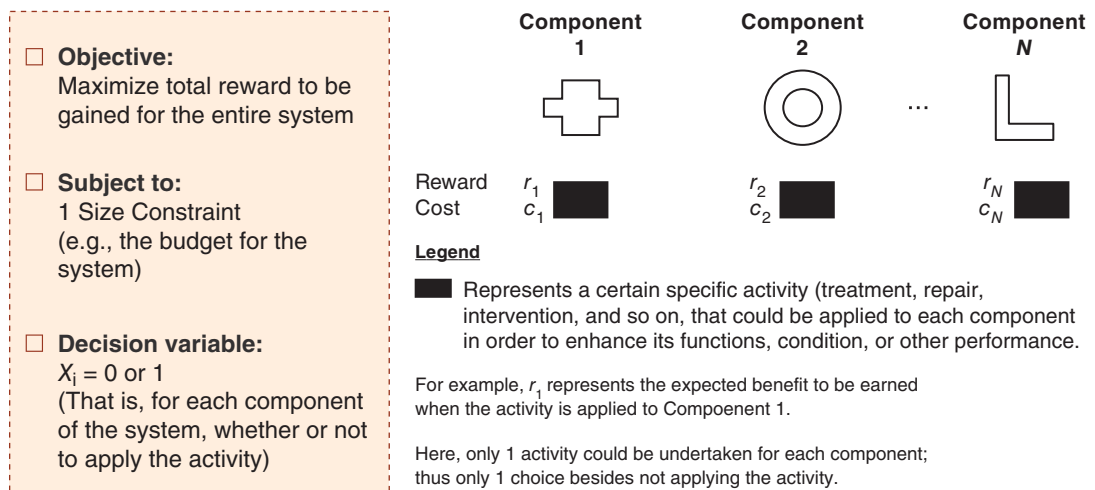 Objective:
Maximize total reward to be
gained for the entire system
Subject to:
1 Size Constraint
(e.g., the budget for the
system)
Decision variable:
Xi = 0 or 1
(That is, for each component
of the system, whether or not
to apply the activity)
Component Component Component
1 2 N
...
Reward r1 r2 rN
Cost c1 c2 cN
Legend
Represents a certain specific activity (treatment, repair,
intervention, and so on, that could be applied to each component
in order to enhance its functions, condition, or other performance.
For example, r1 represents the expected benefit to be earned
when the activity is applied to Compoenent 1.
Here, only 1 activity could be undertaken for each component;
thus only 1 choice besides not applying the activity.